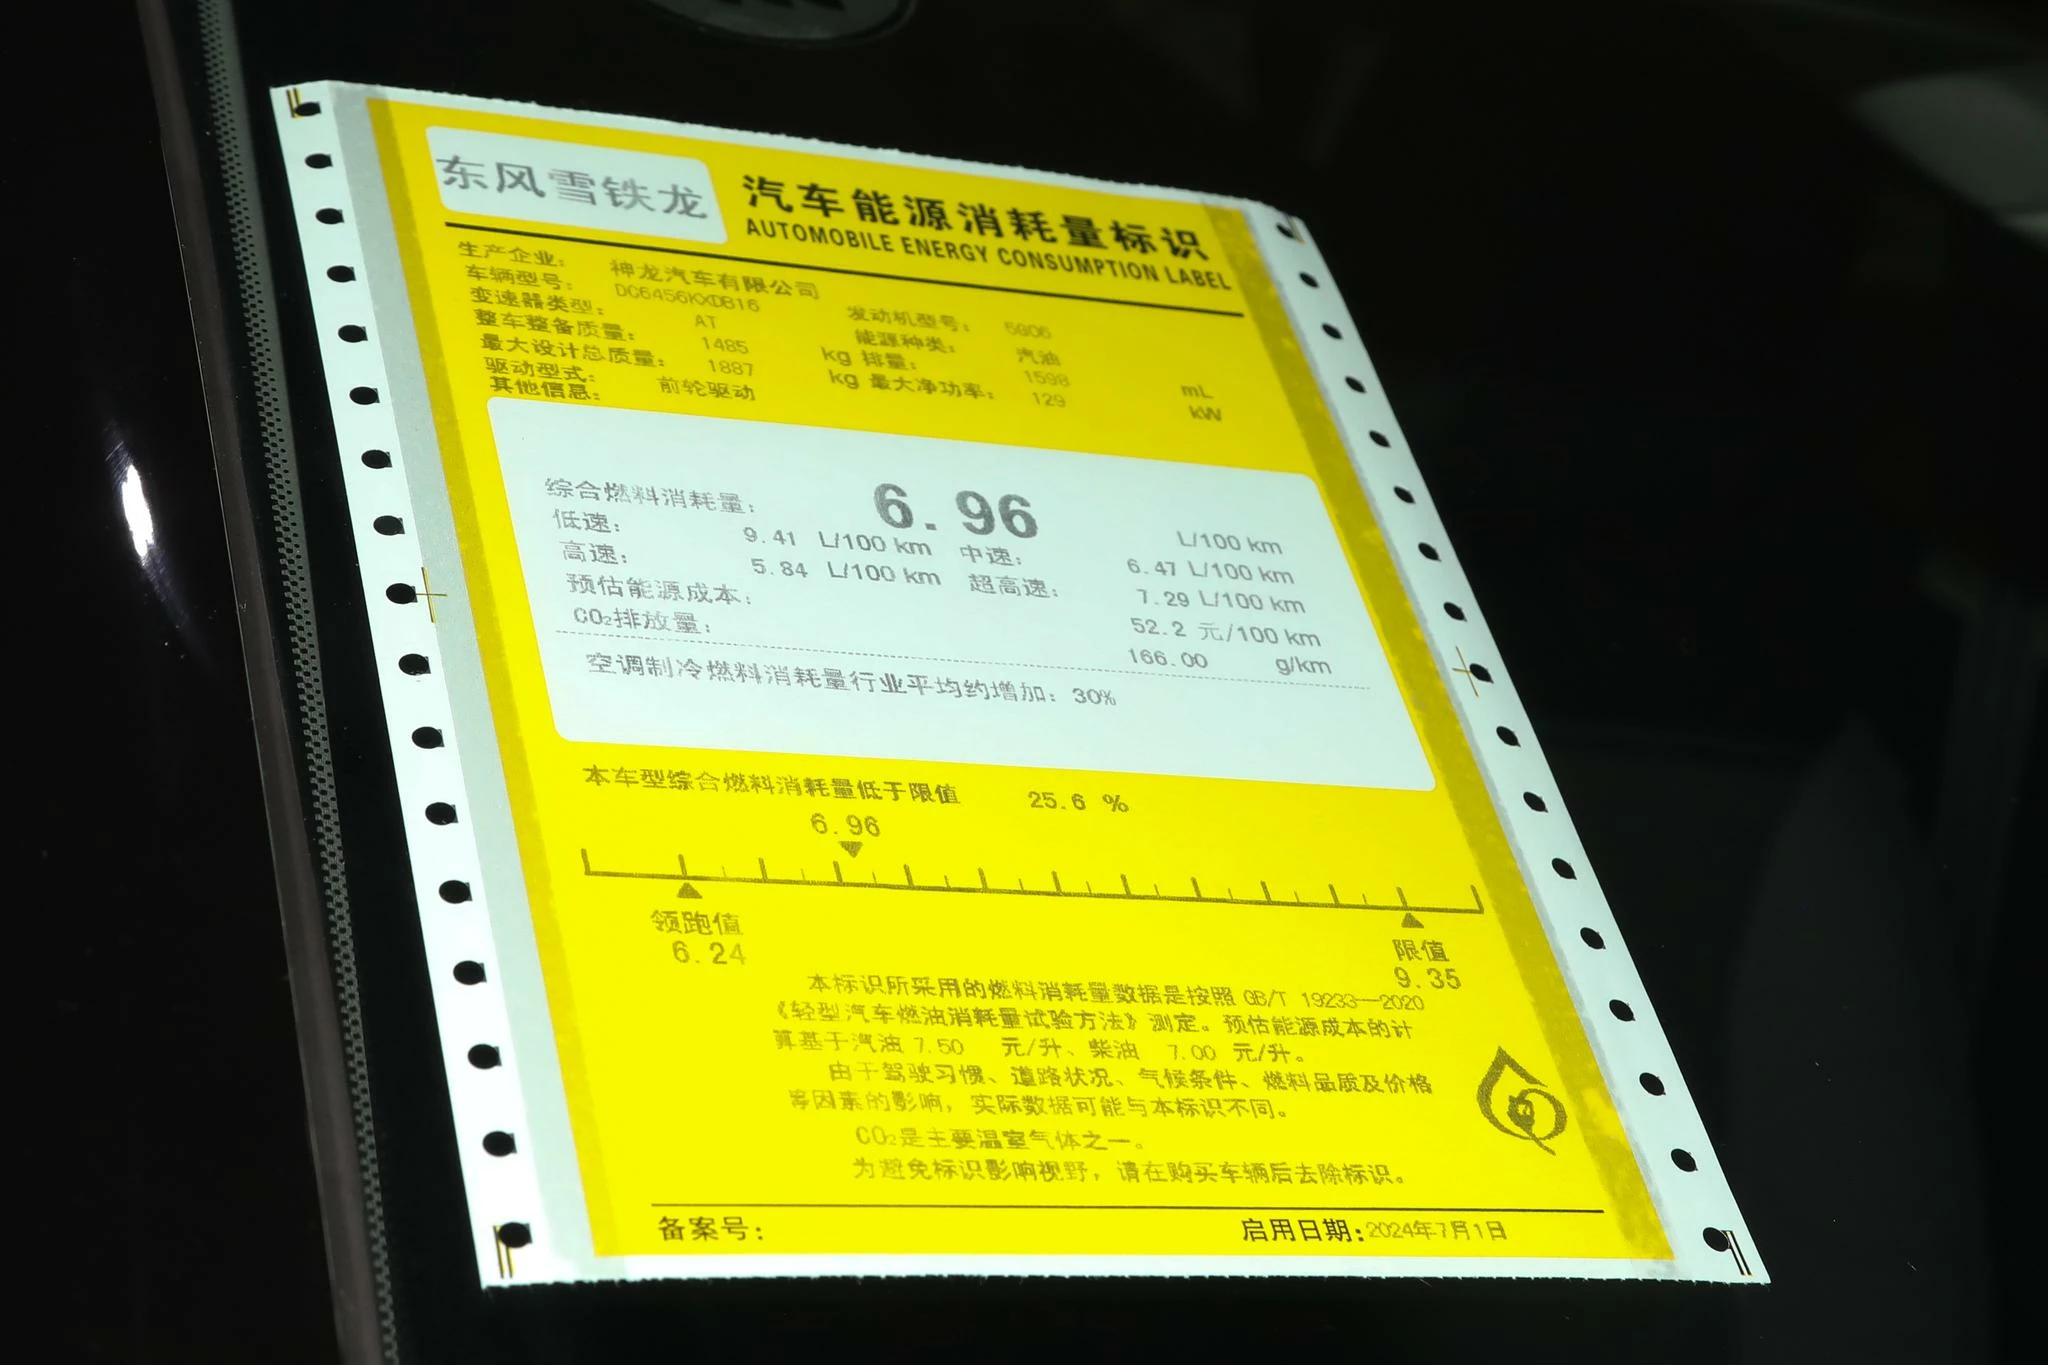 东风雪铁龙
汽车能源消耗量标识
AUTOMOBILE ENERGY CONSUMPTION LABEL
生产企业： 神龙汽车有限公司
车辆型号： DC6456KXDB16 发动机型号： 5G06
变速器类型： AT 能源种类： 汽油
整车整备质量： 1485 kg 排量： 1598 mL
最大设计总质量： 1887 kg 最大净功率： 129 kW
驱动型式： 前轮驱动
其他信息：
综合燃料消耗量： 6.96 L/100 km
低速： 9.41 L/100 km 中速： 6.47 L/100 km
高速： 5.84 L/100 km 超高速： 7.29 L/100 km
预估能源成本： 52.2 元/100 km
CO₂排放量： 166.00 g/km
空调制冷燃料消耗量行业平均约增加：30%
本车型综合燃料消耗量低于限值 25.6 %
6.96
领跑值
6.24
限值
9.35
本标识所采用的燃料消耗量数据是按照 GB/T 19233—2020
《轻型汽车燃油消耗量试验方法》测定。预估能源成本的计
算基于汽油 7.50 元/升、柴油 7.00 元/升。
由于驾驶习惯、道路状况、气候条件、燃料品质及价格
等因素的影响，实际数据可能与本标识不同。
CO₂是主要温室气体之一。
为避免标识影响视野，请在购买车辆后去除标识。
备案号：
启用日期：2024年7月1日